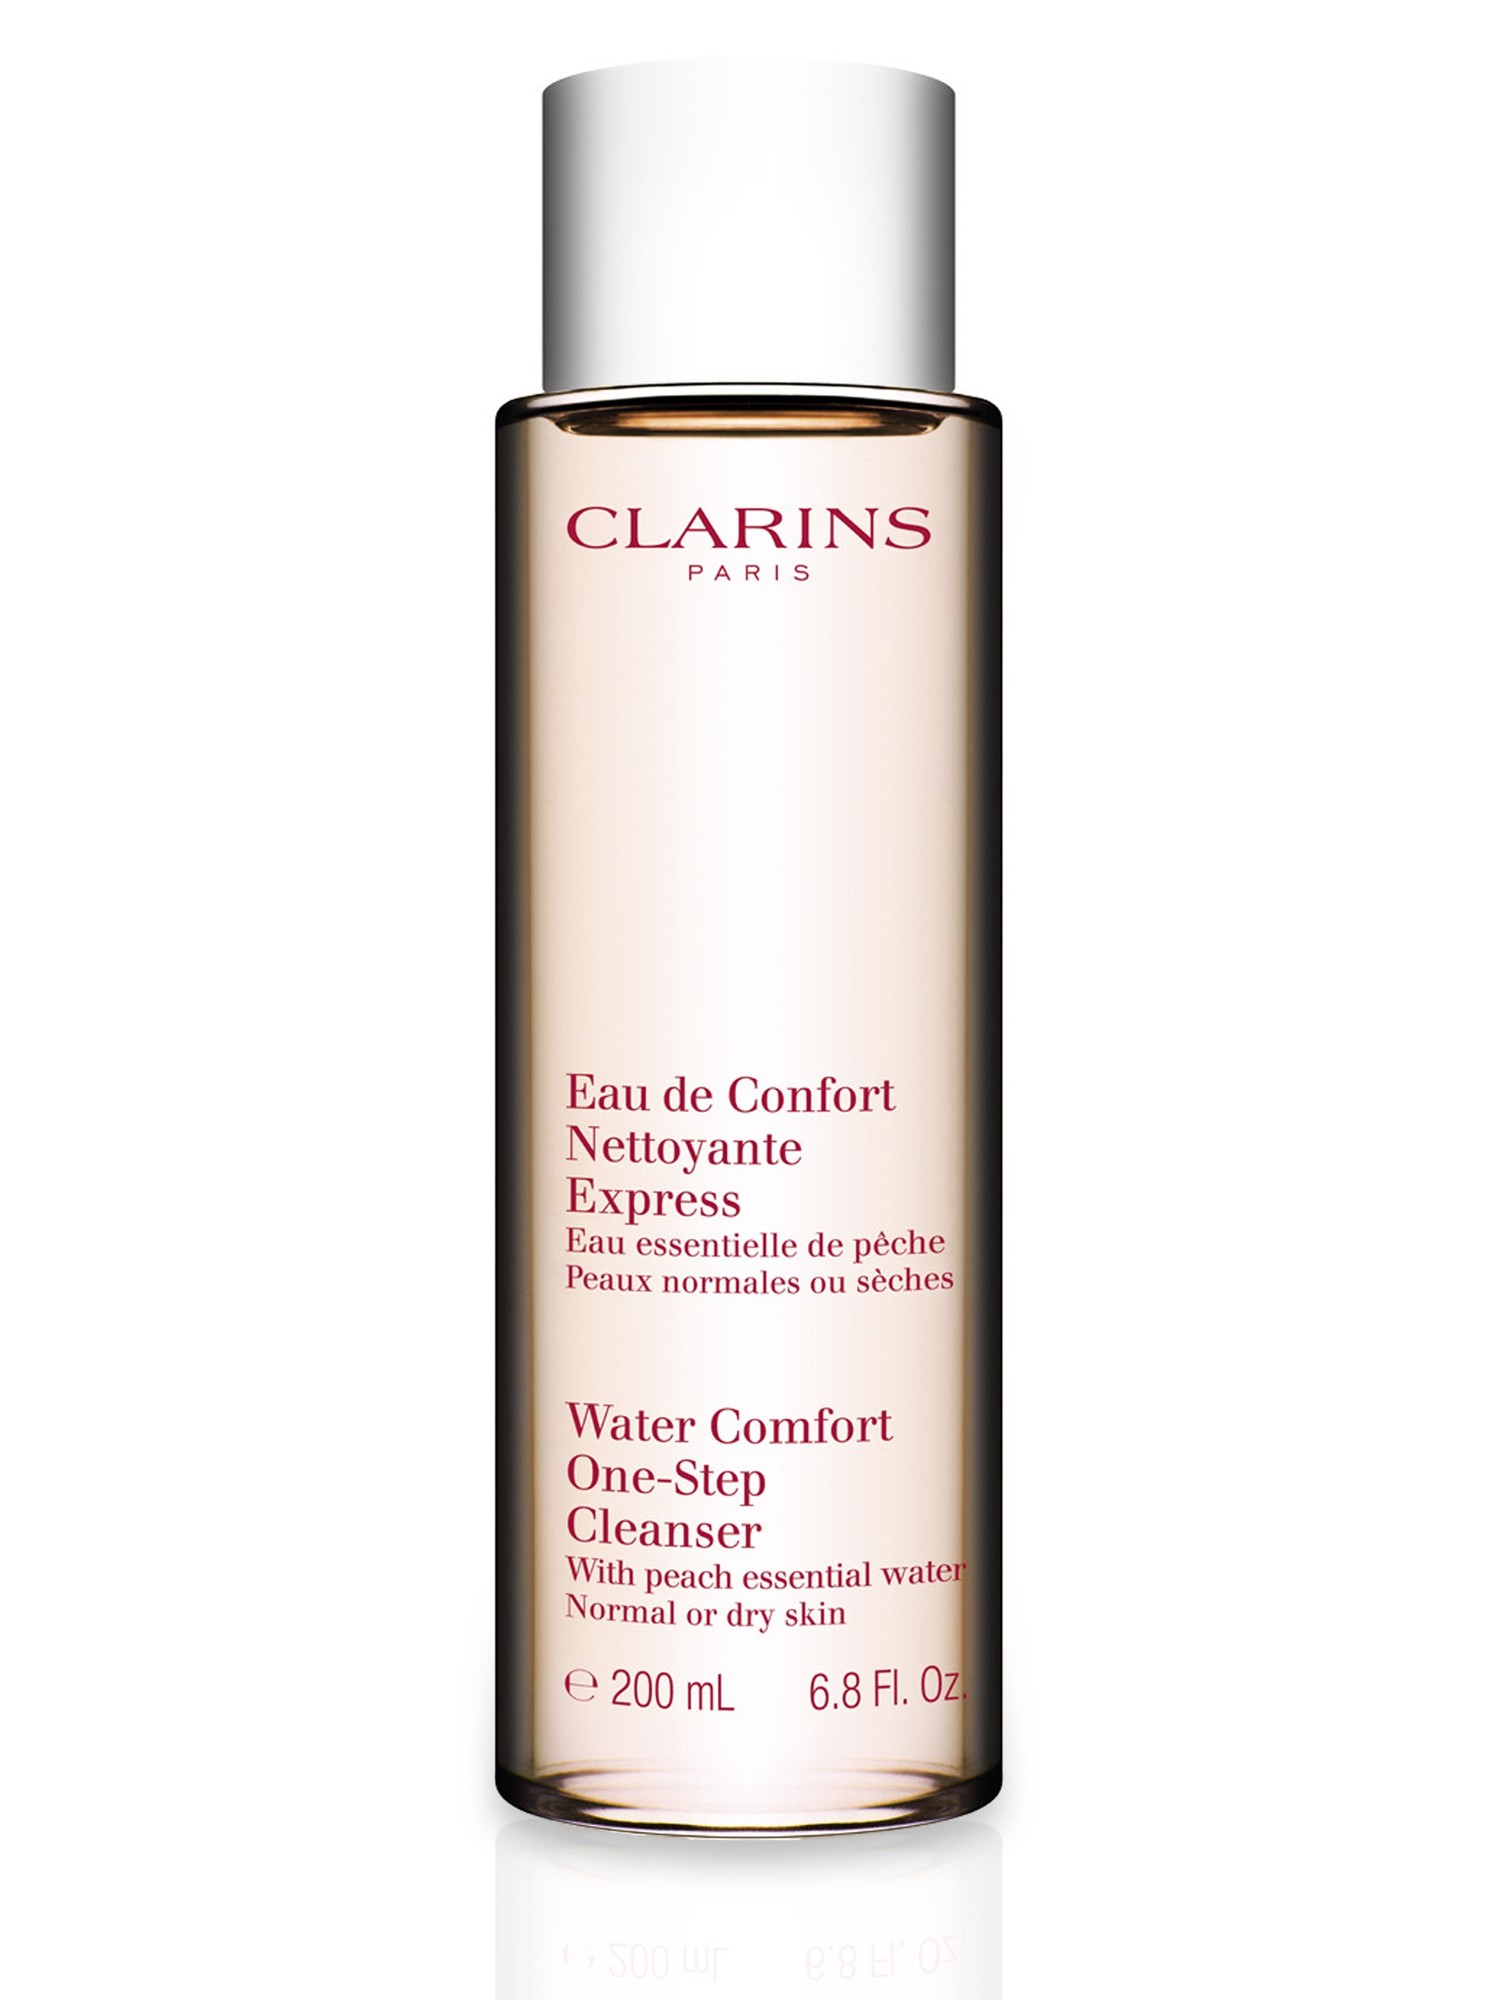 CLARINS
PARIS
Eau de Confort
Nettoyante
Express
Eau essentielle de pêche
Peaux normales ou sèches
Water Comfort
One-Step
Cleanser
With peach essential water
Normal or dry skin
℮ 200 mL 6.8 Fl. Oz.